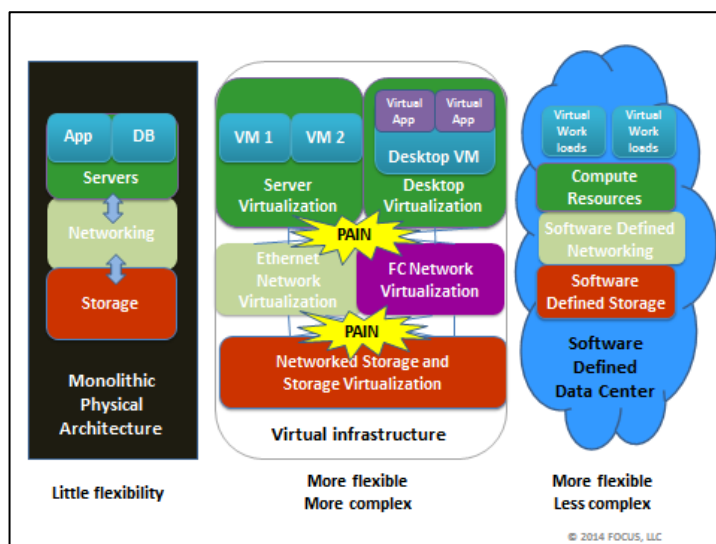 App
DB
Servers
Networking
Storage
Monolithic
Physical
Architecture
Little flexibility
VM 1
VM 2
Server
Virtualization
Virtual
App
Virtual
App
Desktop VM
Desktop
Virtualization
PAIN
Ethernet
Network
Virtualization
FC Network
Virtualization
PAIN
Networked Storage and
Storage Virtualization
Virtual infrastructure
More flexible
More complex
Virtual
Work
loads
Virtual
Work
loads
Compute
Resources
Software Defined
Networking
Software
Defined Storage
Software
Defined
Data Center
More flexible
Less complex
© 2014 FOCUS, LLC